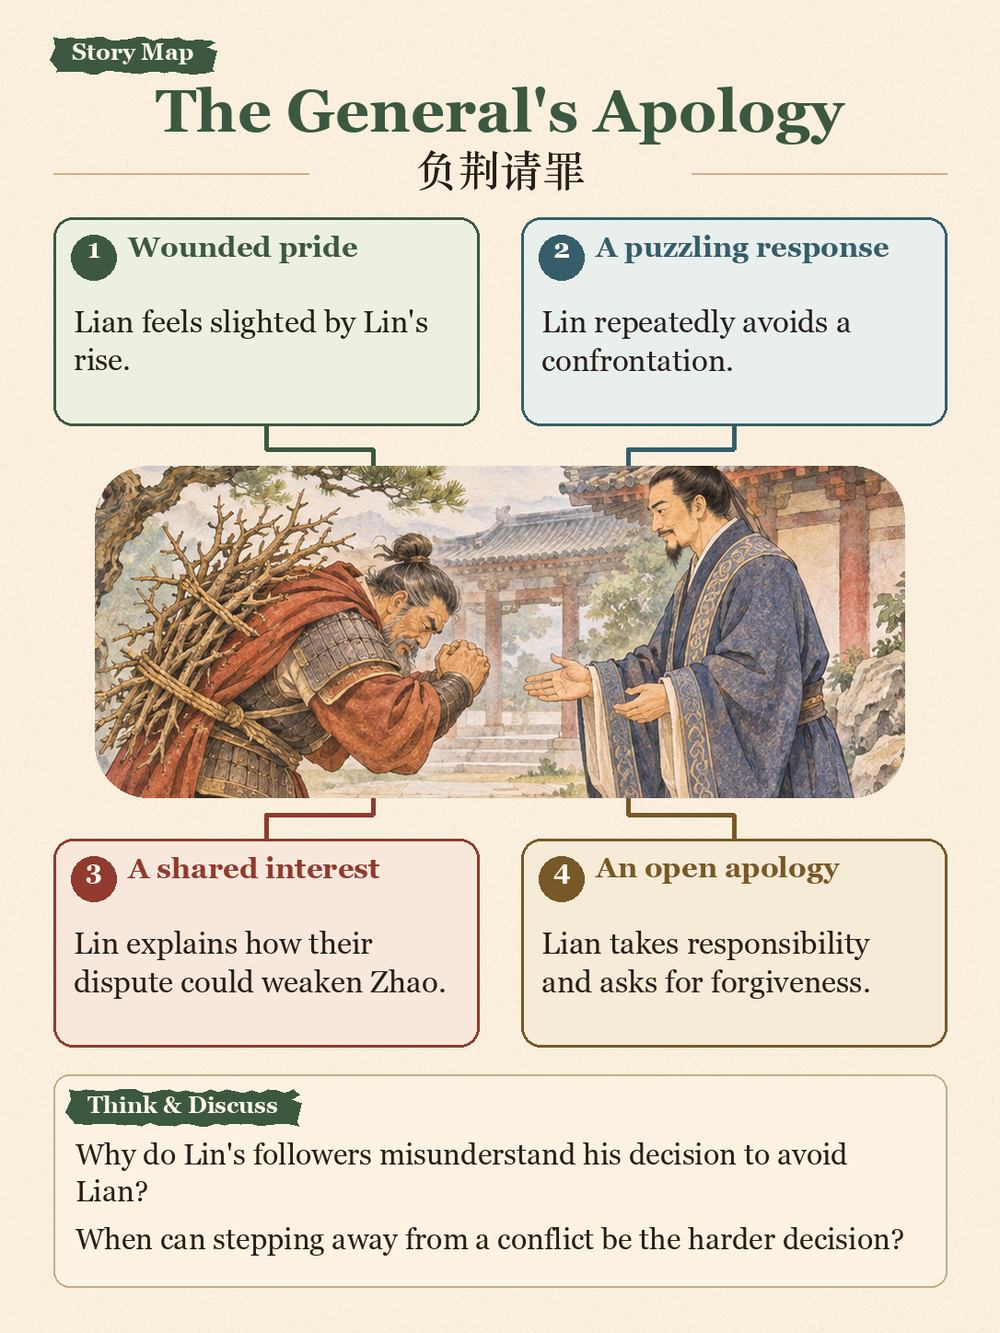 Story Map
The General's Apology
负荆请罪
1 Wounded pride
Lian feels slighted by Lin's
rise.
2 A puzzling response
Lin repeatedly avoids a
confrontation.
3 A shared interest
Lin explains how their
dispute could weaken Zhao.
4 An open apology
Lian takes responsibility
and asks for forgiveness.
Think & Discuss
Why do Lin's followers misunderstand his decision to avoid
Lian?
When can stepping away from a conflict be the harder decision?